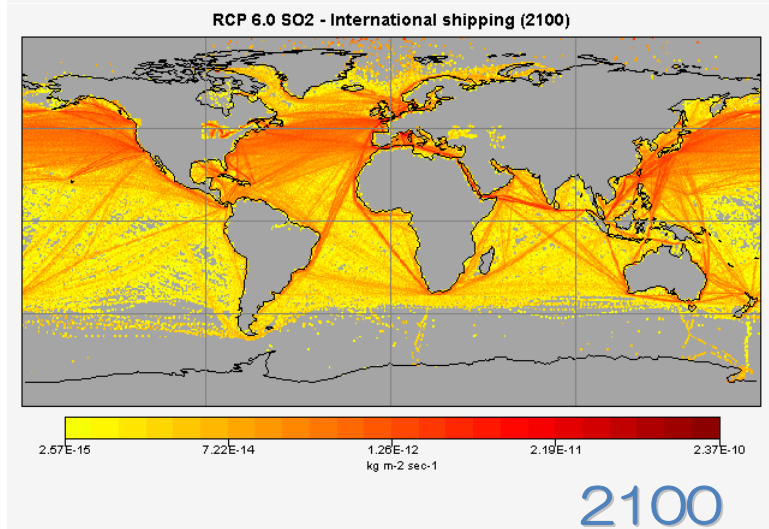 RCP 6.0 SO2 - International shipping (2100)
2.57E-15 7.22E-14 1.26E-12 2.19E-11 2.37E-10
kg m-2 sec-1
2100